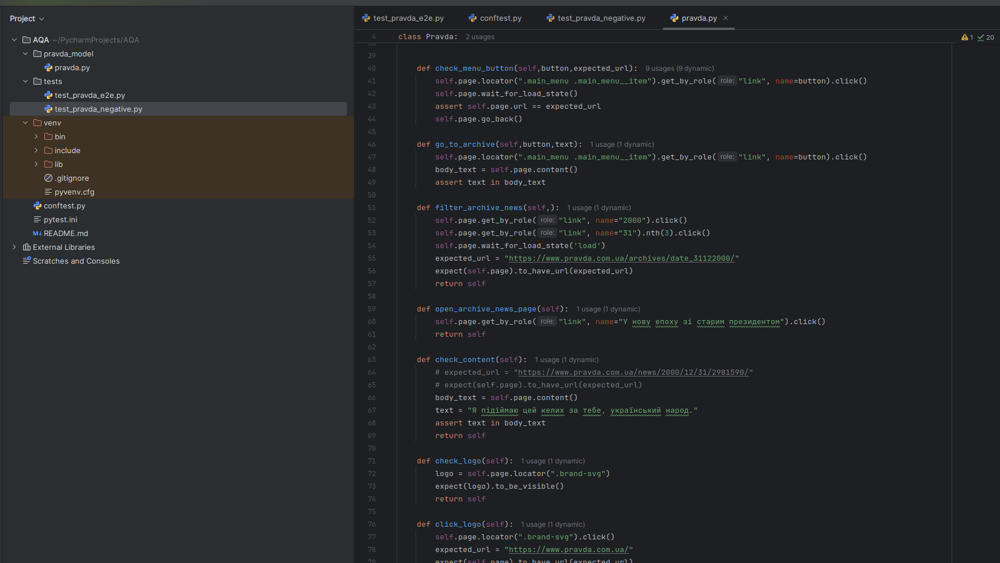 Project
AQA ~/PycharmProjects/AQA
pravda_model
pravda.py
tests
test_pravda_e2e.py
test_pravda_negative.py
venv
bin
include
lib
.gitignore
pyvenv.cfg
conftest.py
pytest.ini
M↓ README.md
External Libraries
Scratches and Consoles
test_pravda_e2e.py conftest.py test_pravda_negative.py pravda.py ×
4 class Pravda: 2 usages
1 20
38
39
40 def check_menu_button(self,button,expected_url): 9 usages (9 dynamic)
41 self.page.locator(".main_menu .main_menu__item").get_by_role( role: "link", name=button).click()
42 self.page.wait_for_load_state()
43 assert self.page.url == expected_url
44 self.page.go_back()
45
46 def go_to_archive(self,button,text): 1 usage (1 dynamic)
47 self.page.locator(".main_menu .main_menu__item").get_by_role( role: "link", name=button).click()
48 body_text = self.page.content()
49 assert text in body_text
50
51 def filter_archive_news(self,): 1 usage (1 dynamic)
52 self.page.get_by_role( role: "link", name="2000").click()
53 self.page.get_by_role( role: "link", name="31").nth(3).click()
54 self.page.wait_for_load_state('load')
55 expected_url = "https://www.pravda.com.ua/archives/date_31122000/"
56 expect(self.page).to_have_url(expected_url)
57 return self
58
59 def open_archive_news_page(self): 1 usage (1 dynamic)
60 self.page.get_by_role( role: "link", name="У нову епоху зі старим президентом").click()
61 return self
62
63 def check_content(self): 1 usage (1 dynamic)
64 # expected_url = "https://www.pravda.com.ua/news/2000/12/31/2981590/"
65 # expect(self.page).to_have_url(expected_url)
66 body_text = self.page.content()
67 text = "Я підіймаю цей келих за тебе, український народ."
68 assert text in body_text
69 return self
70
71 def check_logo(self): 1 usage (1 dynamic)
72 logo = self.page.locator(".brand-svg")
73 expect(logo).to_be_visible()
74 return self
75
76 def click_logo(self): 1 usage (1 dynamic)
77 self.page.locator(".brand-svg").click()
78 expected_url = "https://www.pravda.com.ua/"
79 expect(self.page).to_have_url(expected_url)